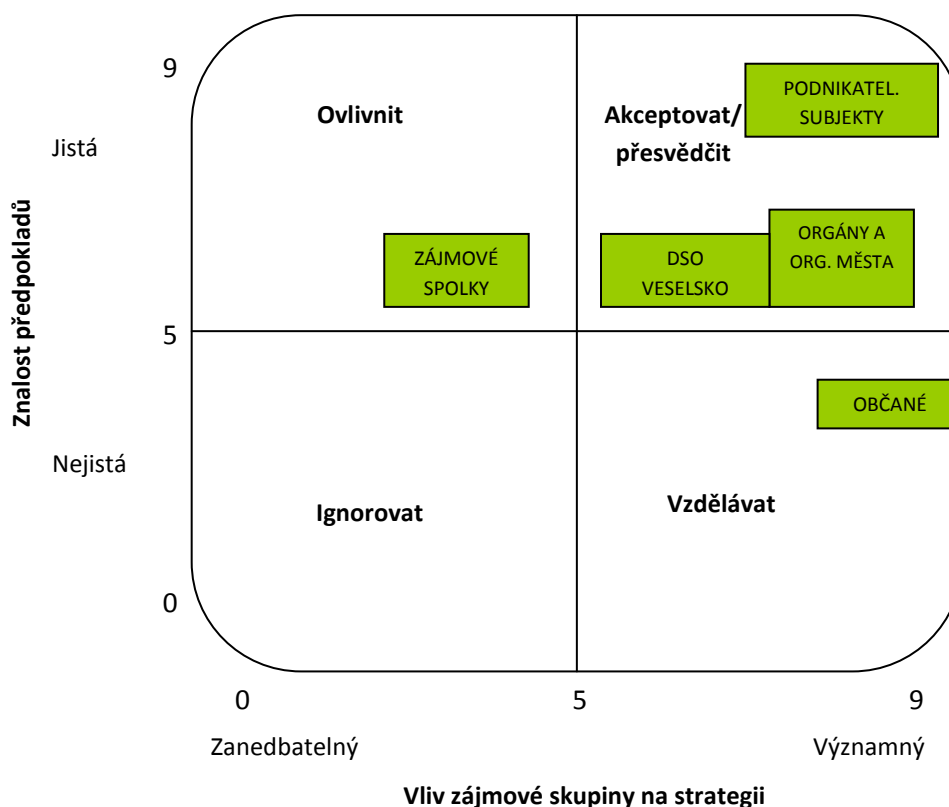 9
PODNIKATEL.
SUBJEKTY
Ovlivnit
Akceptovat/
přesvědčit
Jistá
ZÁJMOVÉ
SPOLKY
DSO
VESELSKO
ORGÁNY A
ORG. MĚSTA
Znalost předpokladů
5
OBČANÉ
Nejistá
Ignorovat
Vzdělávat
0
0
5
9
Zanedbatelný
Významný
Vliv zájmové skupiny na strategii